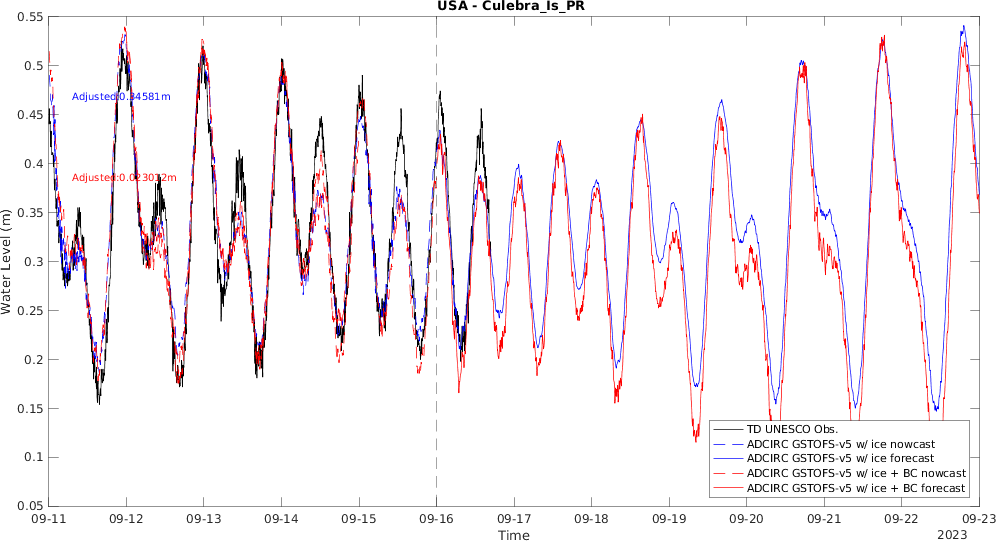 USA - Culebra_Is_PR
0.55
0.5
0.45
0.4
0.35
0.3
0.25
0.2
0.15
0.1
0.05
Water Level (m)
Adjusted:0.34581m
Adjusted:0.023012m
TD UNESCO Obs.
ADCIRC GSTOFS-v5 w/ ice nowcast
ADCIRC GSTOFS-v5 w/ ice forecast
ADCIRC GSTOFS-v5 w/ ice + BC nowcast
ADCIRC GSTOFS-v5 w/ ice + BC forecast
09-11 09-12 09-13 09-14 09-15 09-16 09-17 09-18 09-19 09-20 09-21 09-22 09-23
Time
2023